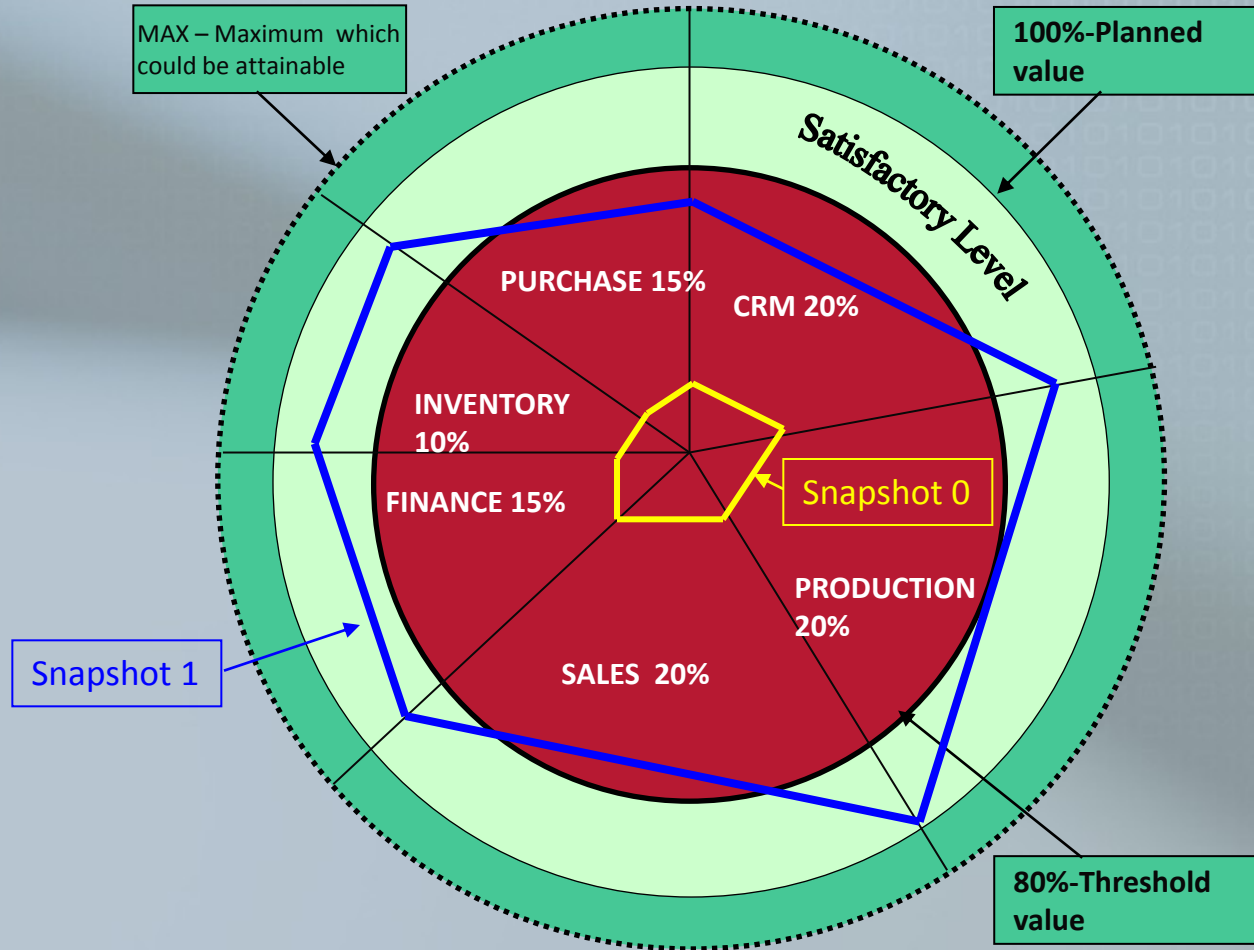 MAX – Maximum which
could be attainable
100%-Planned
value
Satisfactory Level
PURCHASE 15%
CRM 20%
INVENTORY
10%
FINANCE 15%
Snapshot 0
PRODUCTION
20%
SALES 20%
Snapshot 1
80%-Threshold
value